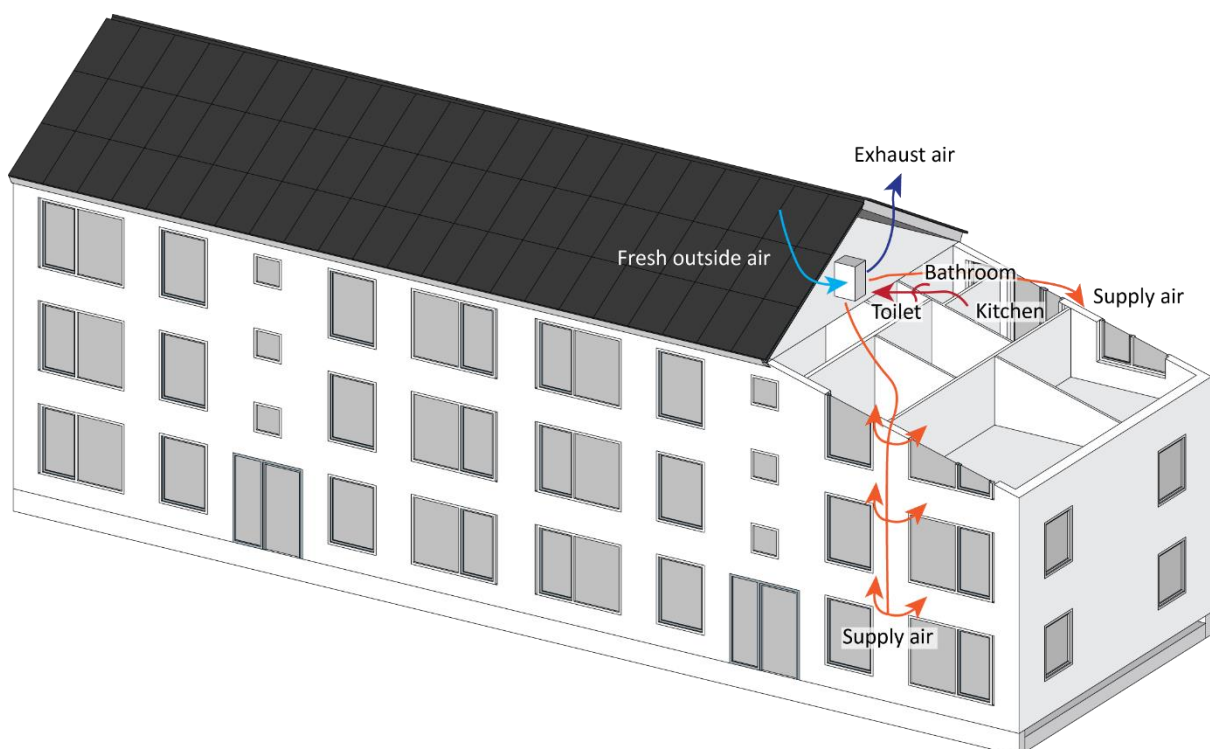 Exhaust air
Fresh outside air
Bathroom
Supply air
Toilet
Kitchen
Supply air